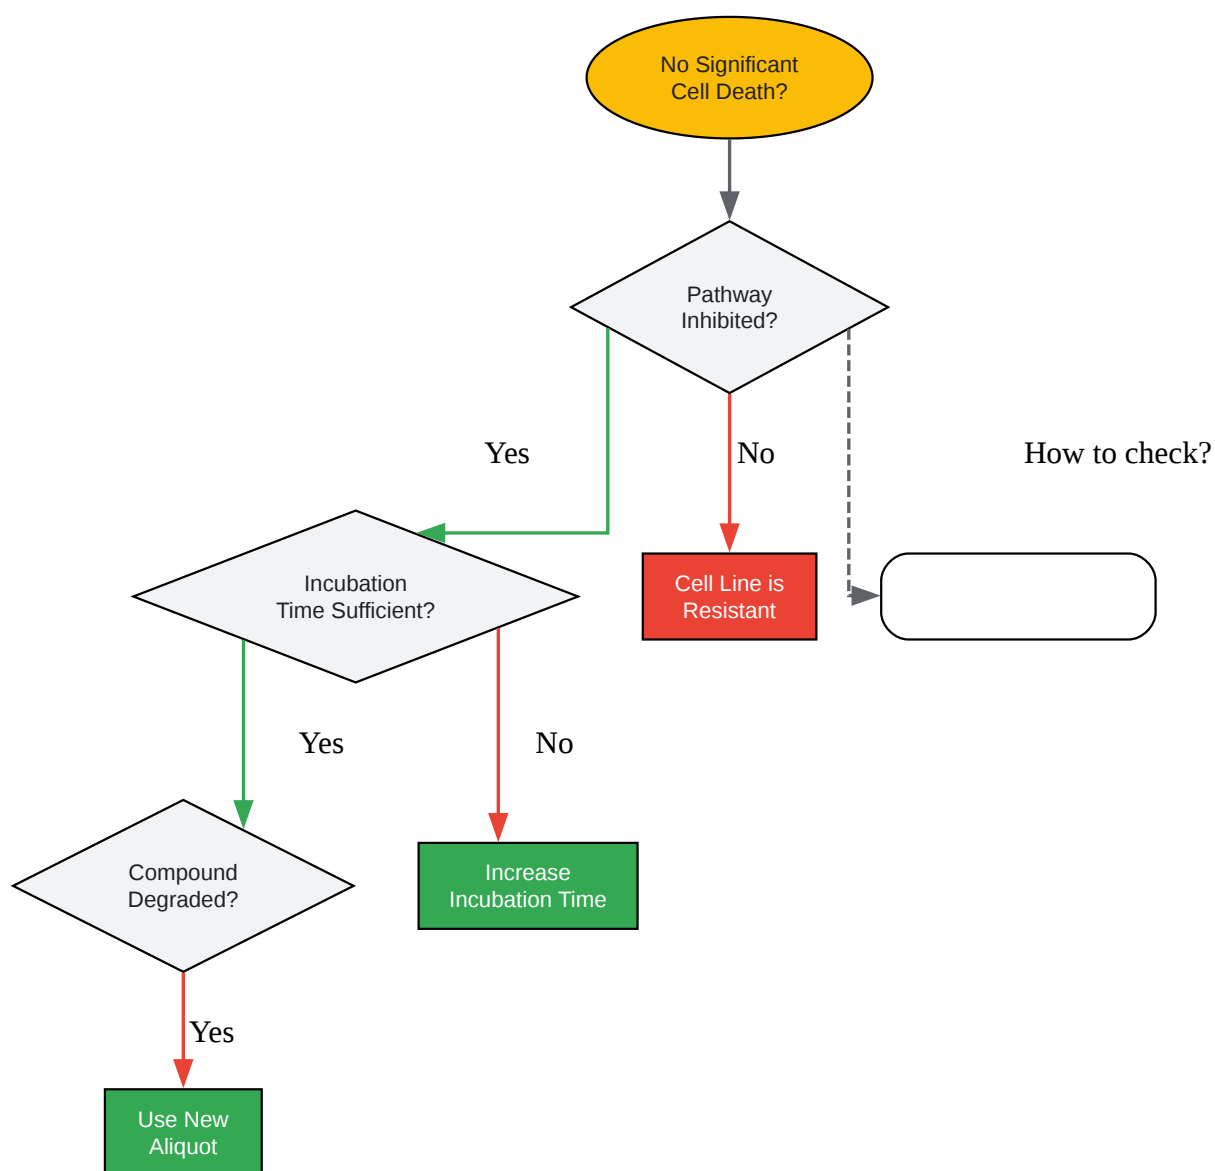 No Significant
Cell Death?
Pathway
Inhibited?
Yes
No
How to check?
Incubation
Time Sufficient?
Cell Line is
Resistant
Yes
No
Compound
Degraded?
Increase
Incubation Time
Yes
Use New
Aliquot